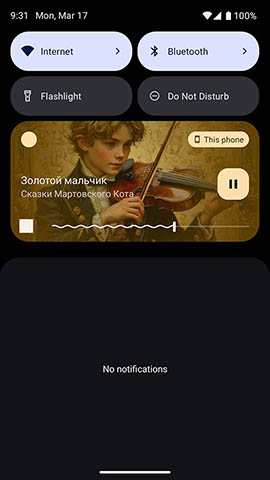 9:31 Mon, Mar 17 100%
Internet Bluetooth
Flashlight Do Not Disturb
This phone
Золотой мальчик
Сказки Мартовского Кота
No notifications